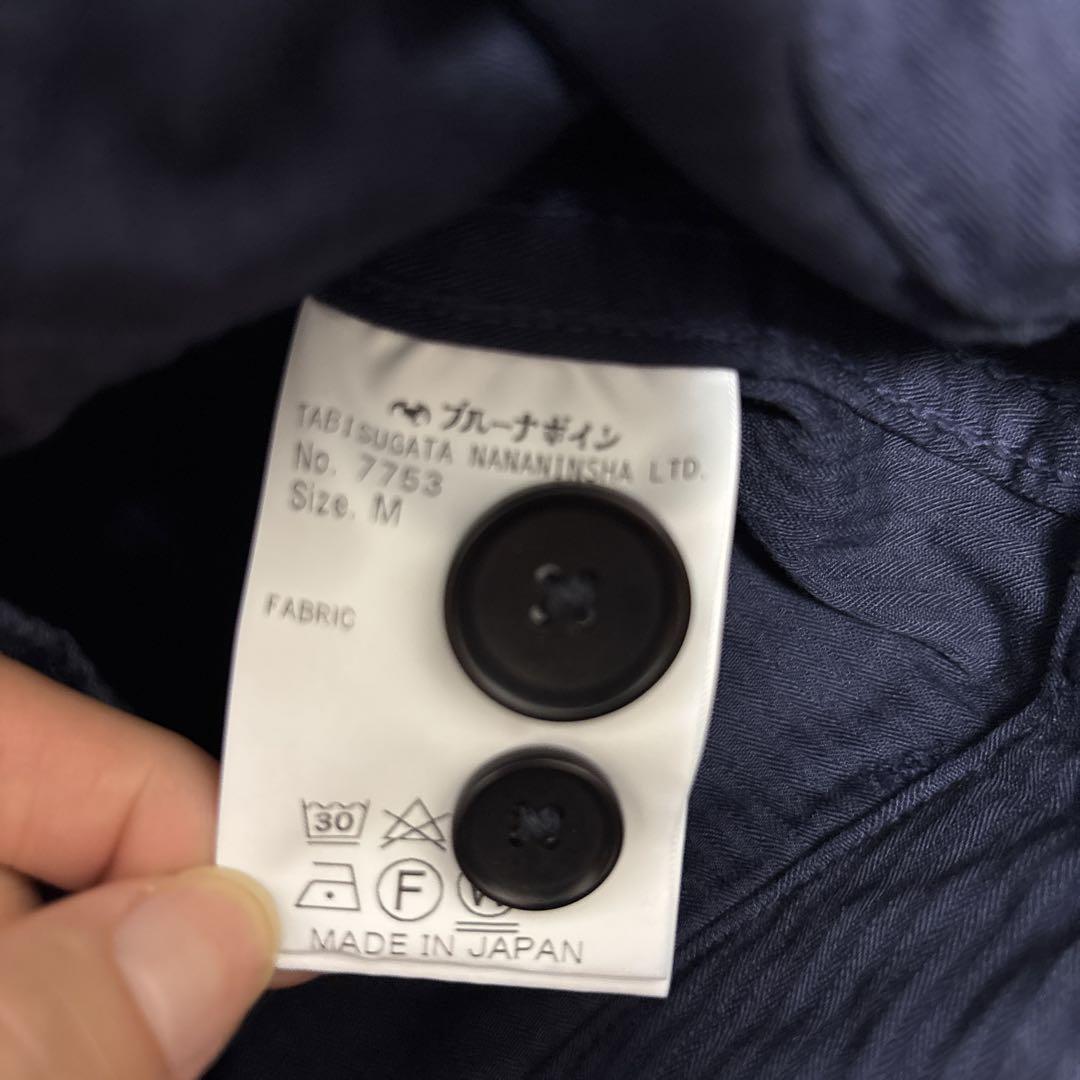 ブルーナボイン
TABISUGATA NANANINSHA LTD.
No. 7753
Size. M
FABRIC
30
F
W
MADE IN JAPAN